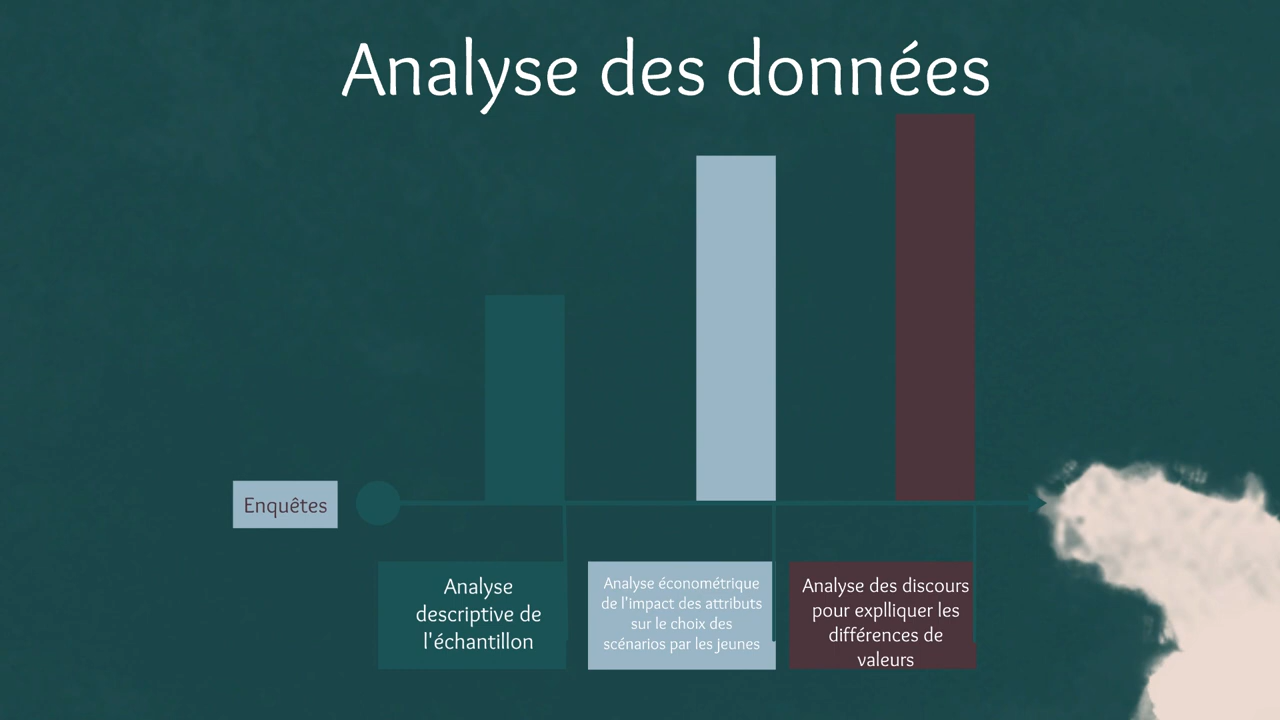 Analyse des données
Enquêtes
Analyse
descriptive de
l'échantillon
Analyse économétrique
de l'impact des attributs
sur le choix des
scénarios par les jeunes
Analyse des discours
pour explliquer les
différences de
valeurs